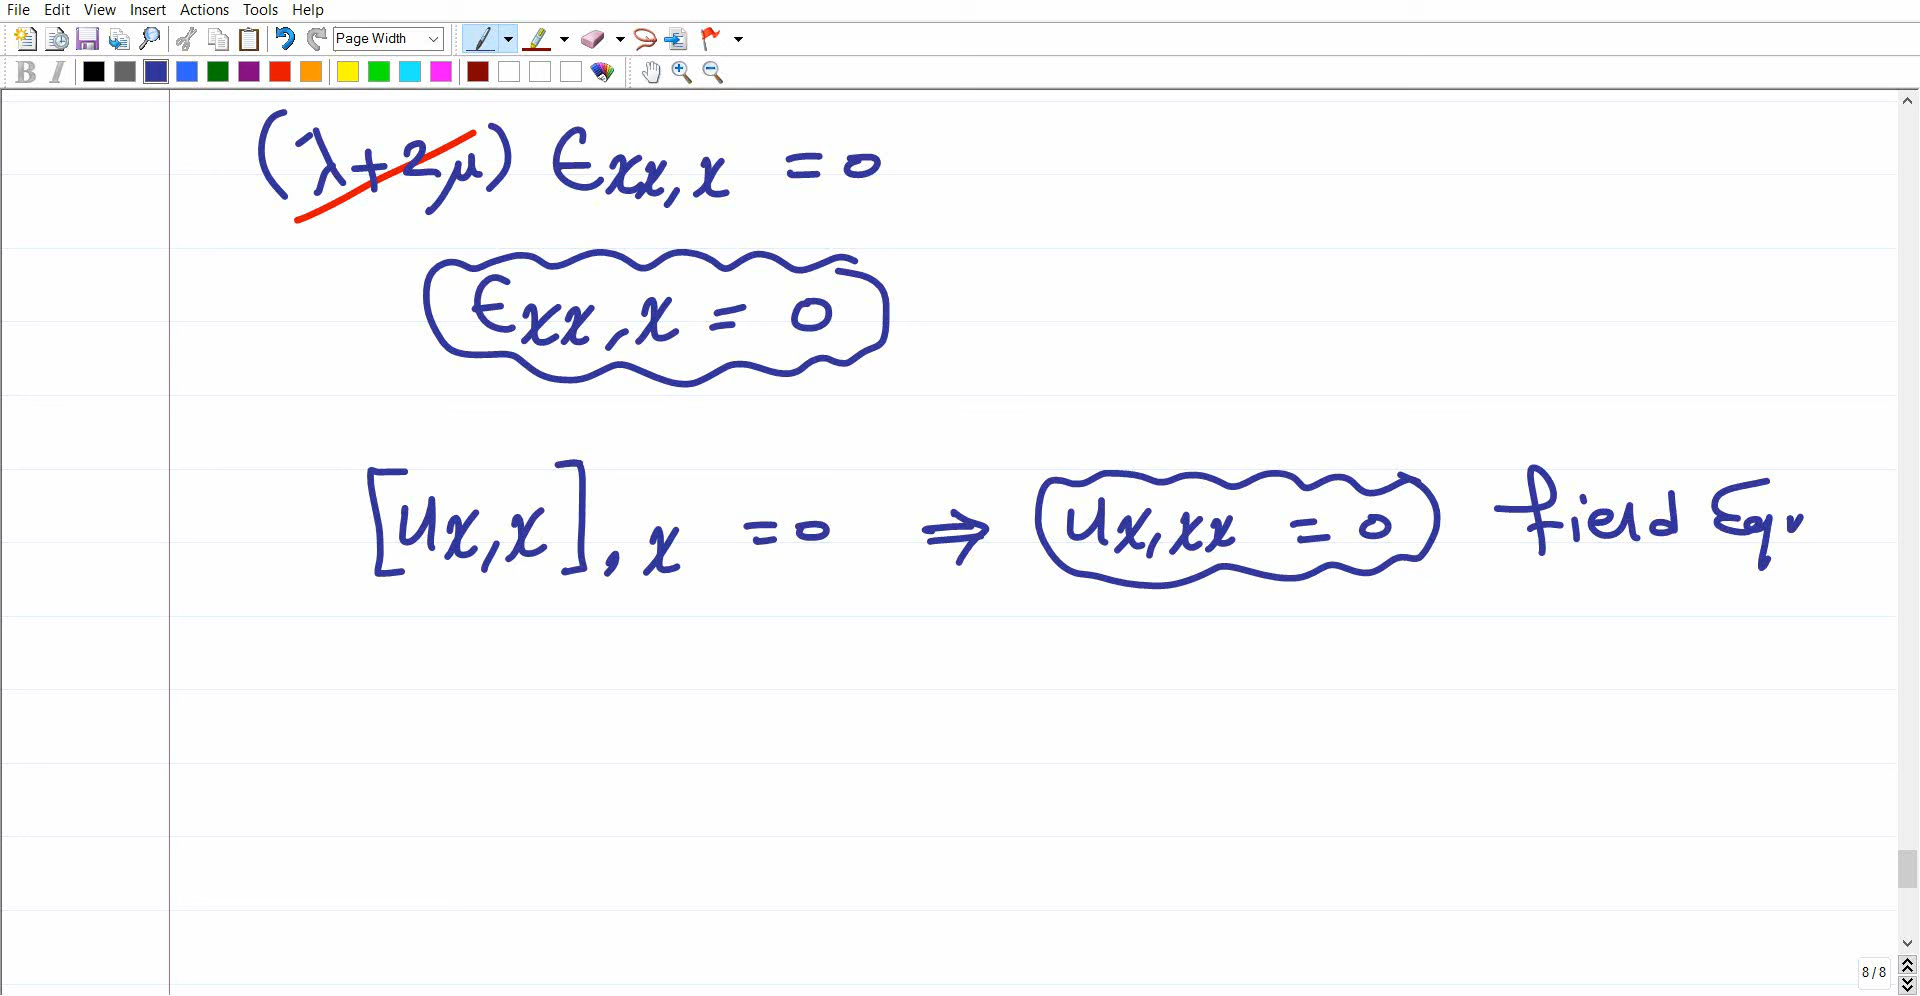 File Edit View Insert Actions Tools Help
Page Width
B I
(λ+2μ) ϵxx,x =0
ϵxx,x = 0
[ux,x],x =0 ⇒ ux,xx = 0 field Eqn
8/8